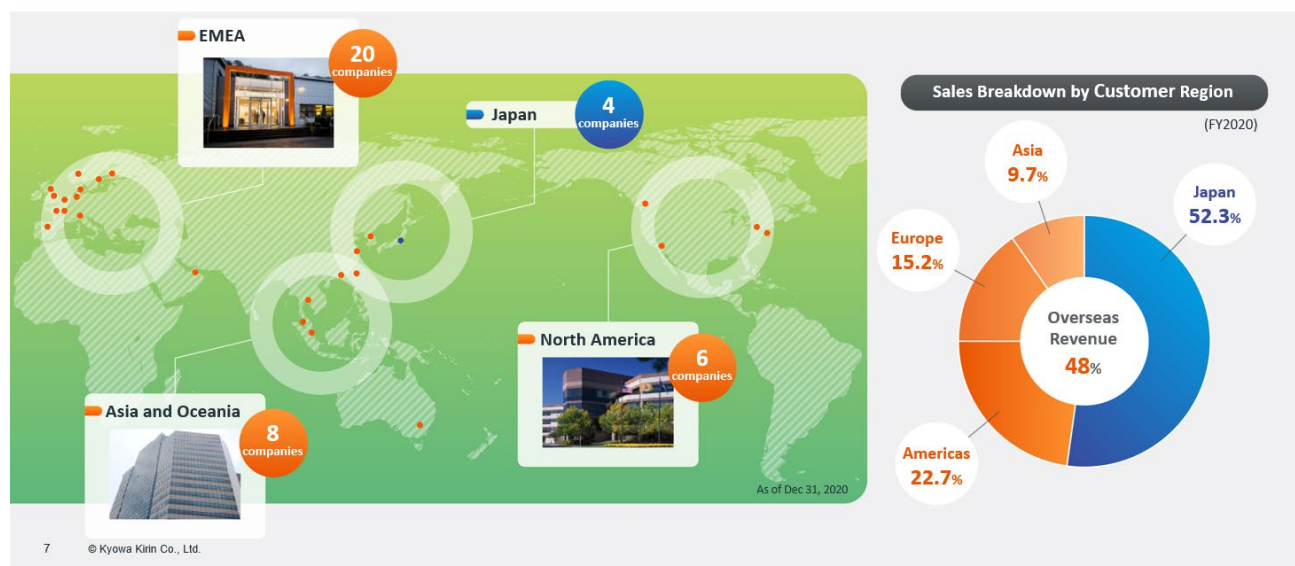 EMEA
20
companies
Japan
4
companies
Asia and Oceania
8
companies
North America
6
companies
As of Dec 31, 2020
Sales Breakdown by Customer Region
(FY2020)
Asia
9.7%
Japan
52.3%
Europe
15.2%
Overseas
Revenue
48%
Americas
22.7%
7
© Kyowa Kirin Co., Ltd.